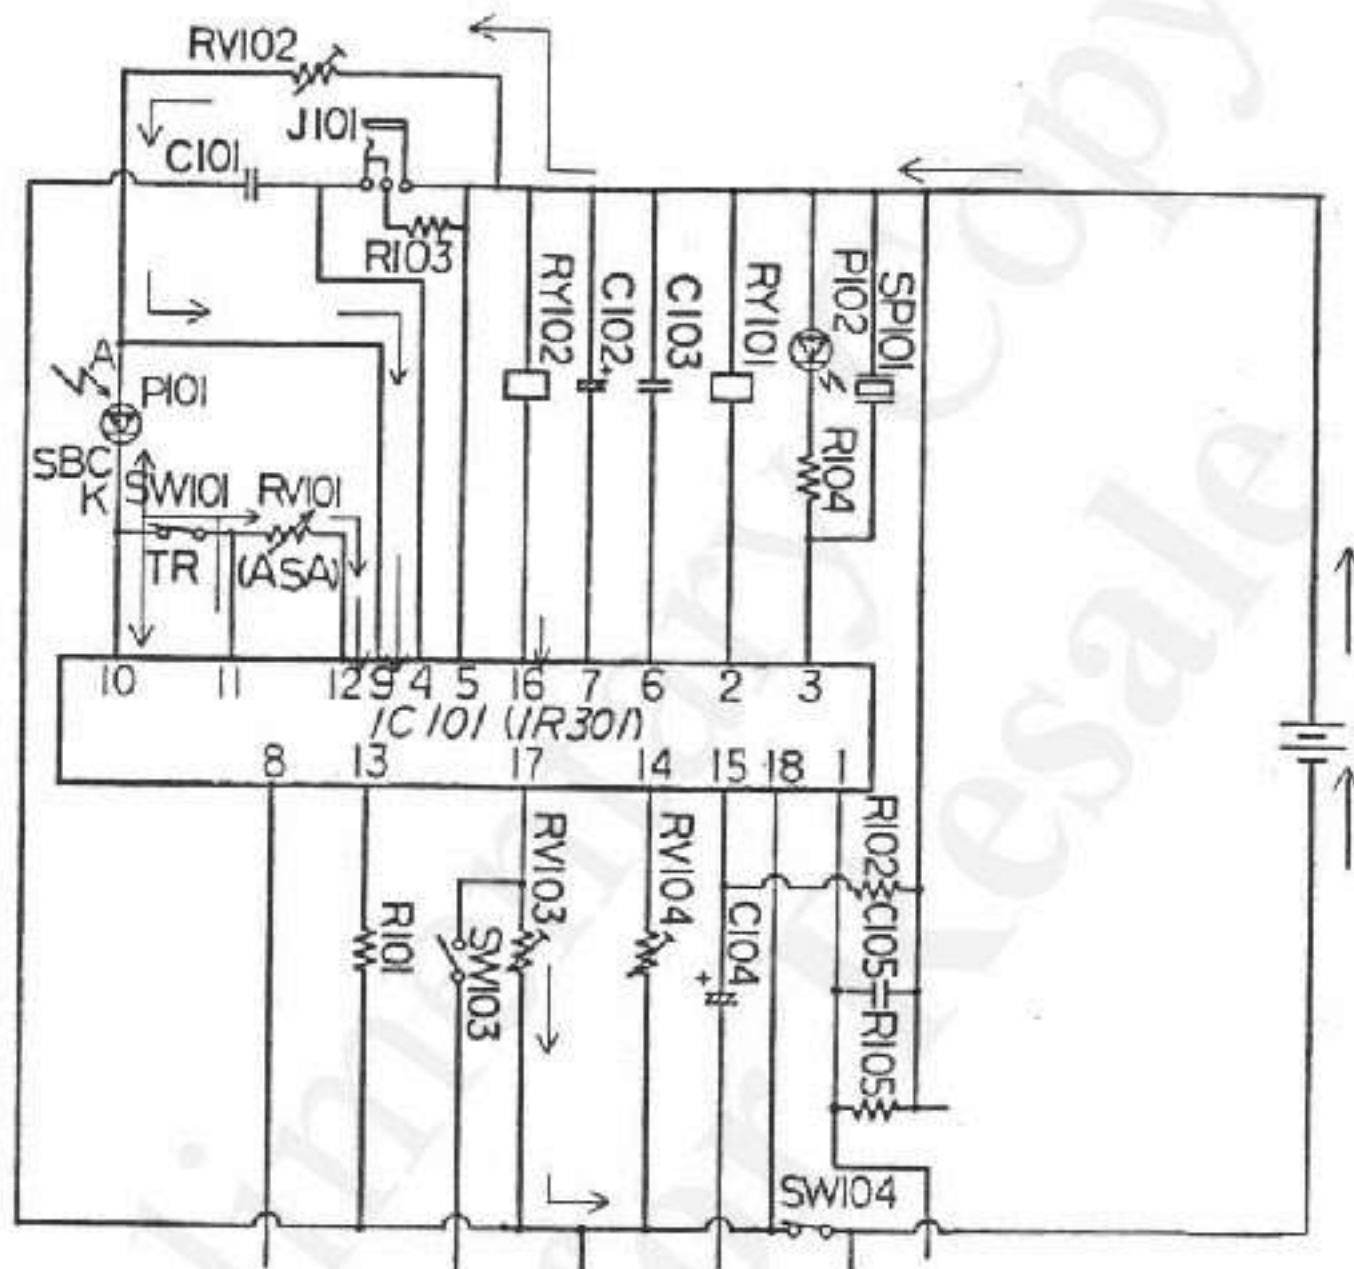 RV102
J101
C101
R103
RY102
C102
+
C103
RY101
P102
SP101
A
P101
SBC
K
SW101
RV101
TR
(ASA)
R104
10 11 12 9 4 5 16 7 6 2 3
IC101 (IR301)
8 13 17 14 15 18 1
R101
SW103
RV103
RV104
C104
+
R102
C105
R105
SW104